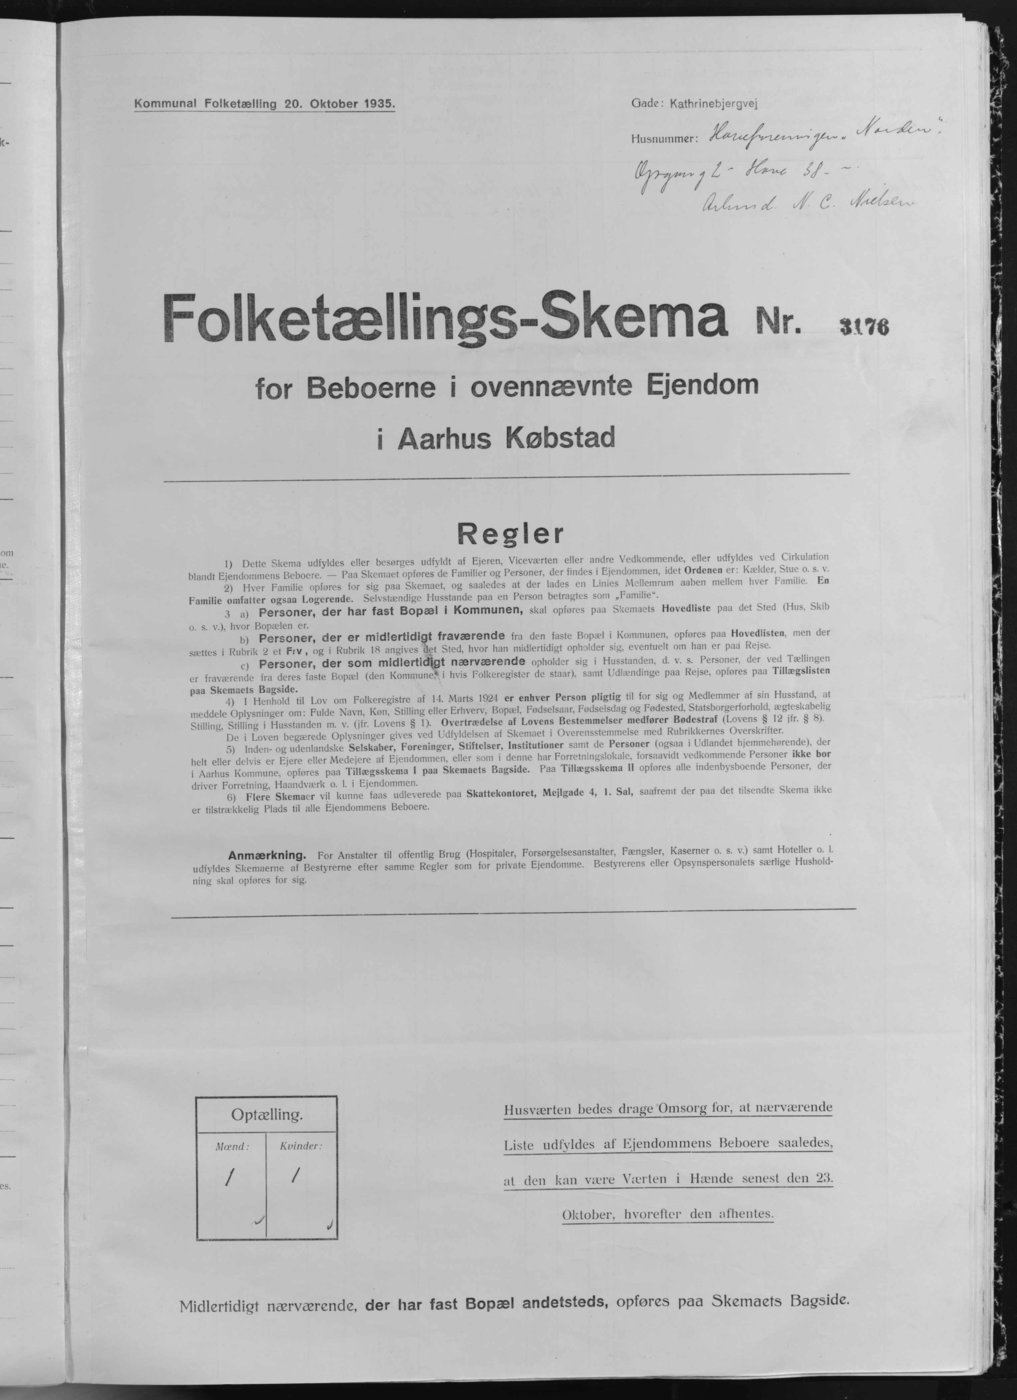 Kommunal Folketælling 20. Oktober 1935.
Gade: Kathrinebjergvej
Husnummer: Haveforeningen „Norden“.
Opgang 2 - Have 38 -
N. C. Nielsen
Folketællings-Skema Nr. 3176
for Beboerne i ovennævnte Ejendom
i Aarhus Købstad
Regler
1) Dette Skema udfyldes eller besørges udfyldt af Ejeren, Viceværten eller andre Vedkommende, eller udfyldes ved Cirkulation
blandt Ejendommens Beboere. — Paa Skemaet opføres de Familier og Personer, der findes i Ejendommen, idet Ordenen er: Kælder, Stue o. s. v.
2) Hver Familie opføres for sig paa Skemaet, og saaledes at der lades en Linies Mellemrum aaben mellem hver Familie. En
Familie omfatter ogsaa Logerende. Selvstændige Husstande paa en Person betragtes som „Familie“.
3 a) Personer, der har fast Bopæl i Kommunen, skal opføres paa Skemaets Hovedliste paa det Sted (Hus, Skib
o. s. v.), hvor Bopælen er.
b) Personer, der er midlertidigt fraværende fra den faste Bopæl i Kommunen, opføres paa Hovedlisten, men der
sættes i Rubrik 2 et Frv, og i Rubrik 18 angives det Sted, hvor han midlertidigt opholder sig, eventuelt om han er paa Rejse.
c) Personer, der som midlertidigt nærværende opholder sig i Husstanden, d. v. s. Personer, der ved Tællingen
er fraværende fra deres faste Bopæl (den Kommune, i hvis Folkeregister de staar), samt Udlændinge paa Rejse, opføres paa Tillægslisten
paa Skemaets Bagside.
4) I Henhold til Lov om Folkeregistre af 14. Marts 1924 er enhver Person pligtig til for sig og Medlemmer af sin Husstand, at
meddele Oplysninger om: Fulde Navn, Køn, Stilling eller Erhverv, Bopæl, Fødselsaar, Fødselsdag og Fødested, Statsborgerforhold, ægteskabelig
Stilling, Stilling i Husstanden m. v. (jfr. Lovens § 1). Overtrædelse af Lovens Bestemmelser medfører Bødestraf (Lovens § 12 jfr. § 8).
De i Loven begærede Oplysninger gives ved Udfyldelsen af Skemaet i Overensstemmelse med Rubrikkernes Overskrifter.
5) Inden- og udenlandske Selskaber, Foreninger, Stiftelser, Institutioner samt de Personer (ogsaa i Udlandet hjemmehørende), der
helt eller delvis er Ejere eller Medejere af Ejendommen, eller som i denne har Forretningslokale, forsaavidt vedkommende Personer ikke bor
i Aarhus Kommune, opføres paa Tillægsskema I paa Skemaets Bagside. Paa Tillægsskema II opføres alle indenbysboende Personer, der
driver Forretning, Haandværk o. l. i Ejendommen.
6) Flere Skemaer vil kunne faas udleverede paa Skattekontoret, Mejlgade 4, 1. Sal, saafremt der paa det tilsendte Skema ikke
er tilstrækkelig Plads til alle Ejendommens Beboere.
Anmærkning. For Anstalter til offentlig Brug (Hospitaler, Forsørgelsesanstalter, Fængsler, Kaserner o. s. v.) samt Hoteller o. l.
udfyldes Skemaerne af Bestyrerne efter samme Regler som for private Ejendomme. Bestyrerens eller Opsynspersonalets særlige Hushold-
ning skal opføres for sig.
Optælling.
Mænd: Kvinder:
1 1
Husværten bedes drage Omsorg for, at nærværende
Liste udfyldes af Ejendommens Beboere saaledes,
at den kan være Værten i Hænde senest den 23.
Oktober, hvorefter den afhentes.
Midlertidigt nærværende, der har fast Bopæl andetsteds, opføres paa Skemaets Bagside.